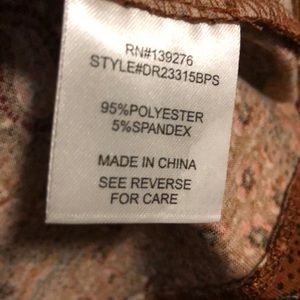 RN#139276
STYLE#DR23315BPS
95%POLYESTER
5%SPANDEX
MADE IN CHINA
SEE REVERSE
FOR CARE